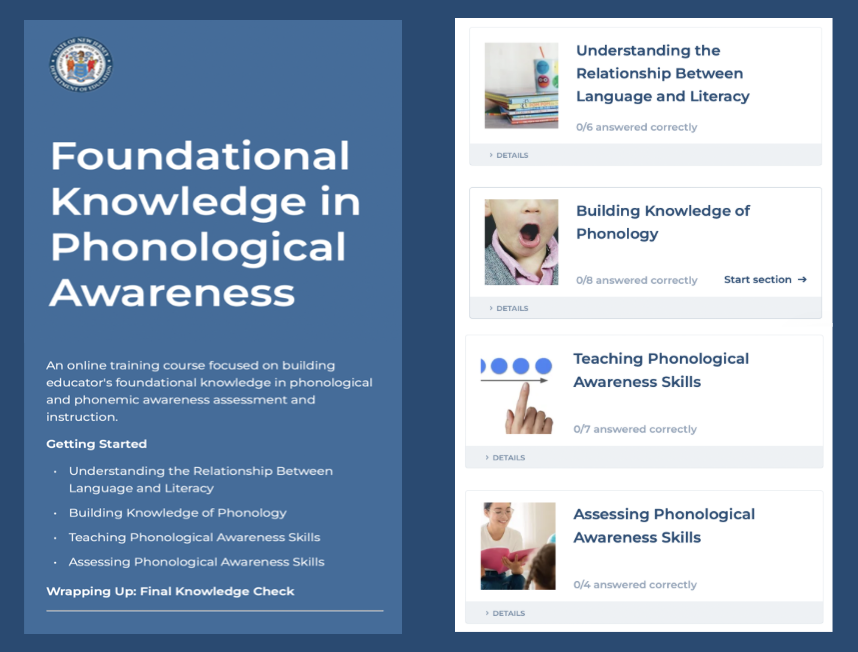 STATE OF NEW JERSEY
DEPARTMENT OF EDUCATION
Foundational
Knowledge in
Phonological
Awareness
An online training course focused on building
educator's foundational knowledge in phonological
and phonemic awareness assessment and
instruction.
Getting Started
• Understanding the Relationship Between
Language and Literacy
• Building Knowledge of Phonology
• Teaching Phonological Awareness Skills
• Assessing Phonological Awareness Skills
Wrapping Up: Final Knowledge Check
Understanding the
Relationship Between
Language and Literacy
0/6 answered correctly
› DETAILS
Building Knowledge of
Phonology
0/8 answered correctly Start section →
› DETAILS
Teaching Phonological
Awareness Skills
0/7 answered correctly
› DETAILS
Assessing Phonological
Awareness Skills
0/4 answered correctly
› DETAILS